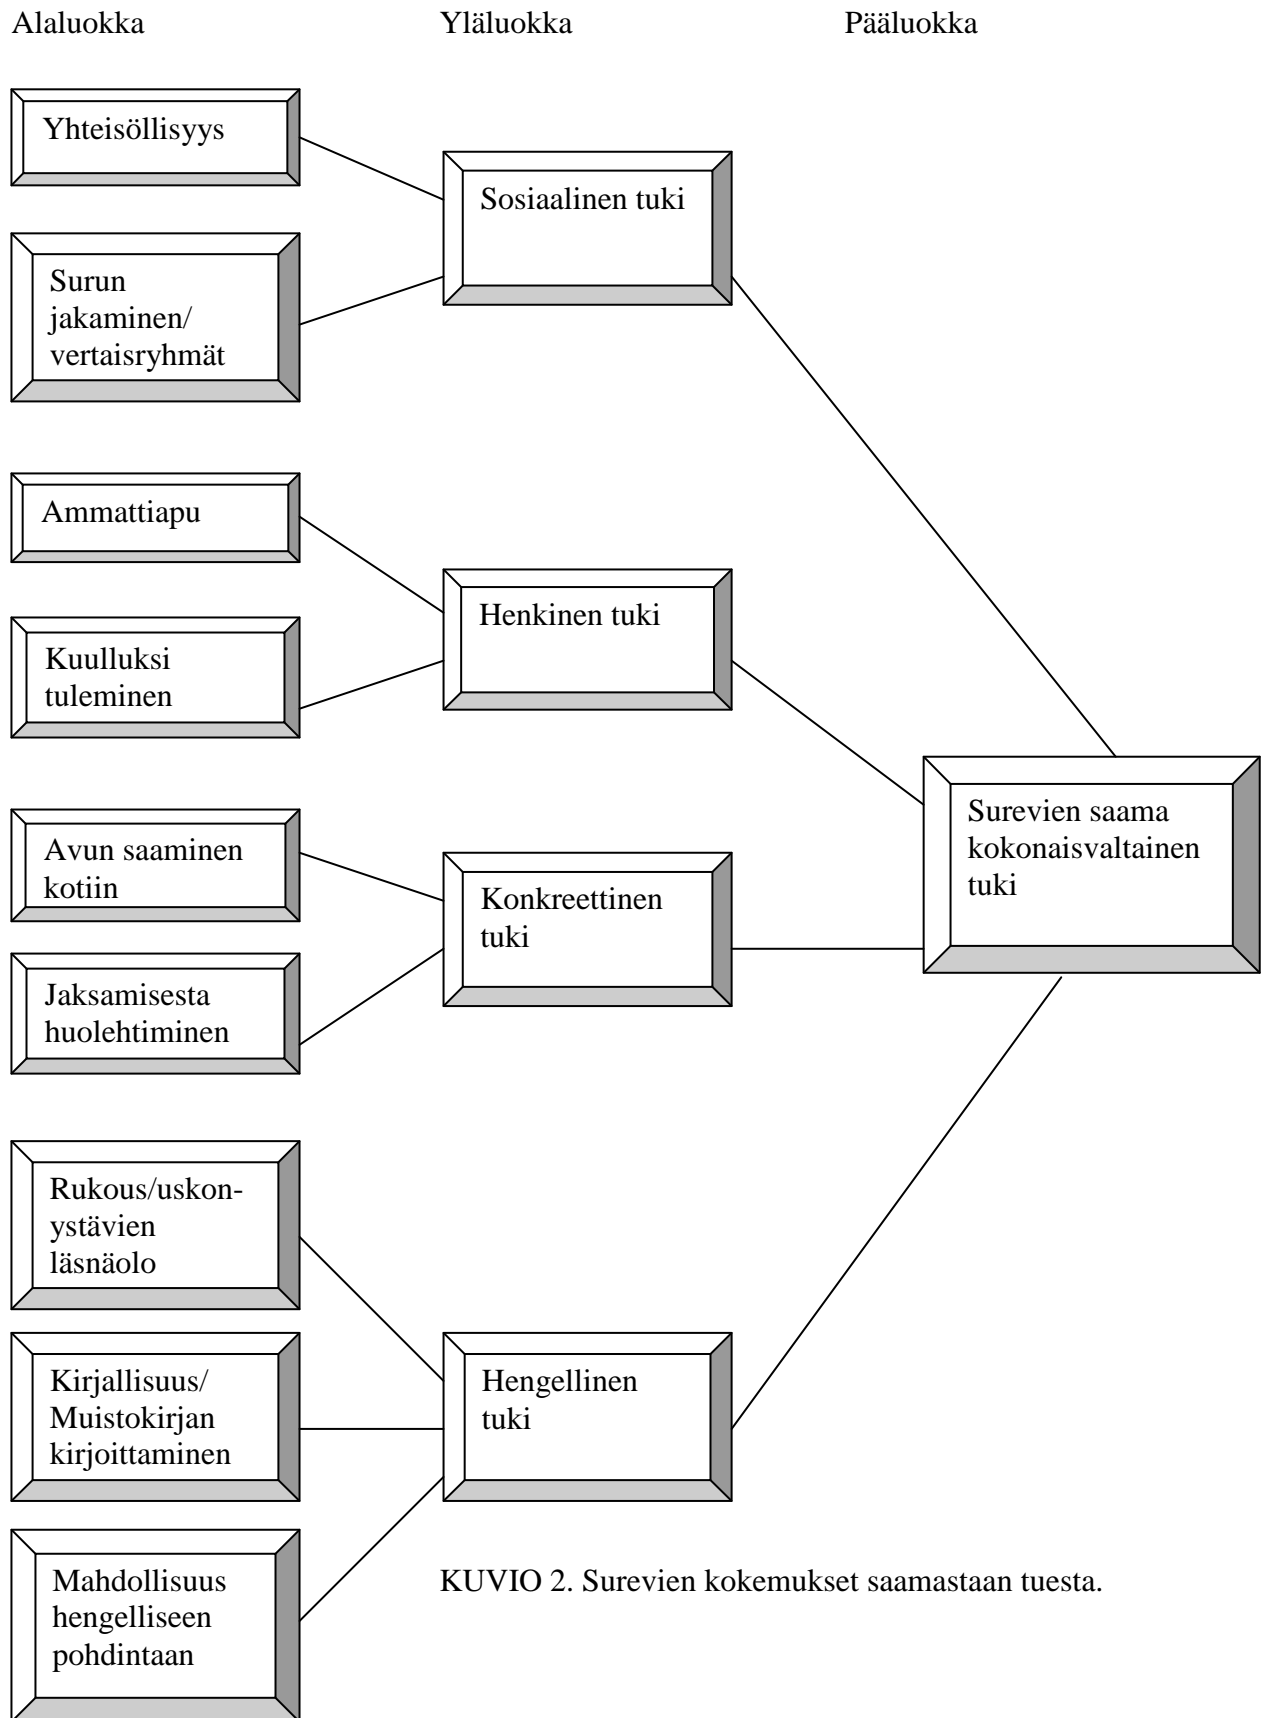 Alaluokka
Yläluokka
Pääluokka
Yhteisöllisyys
Sosiaalinen tuki
Surun
jakaminen/
vertaisryhmät
Ammattiapu
Henkinen tuki
Kuulluksi
tuleminen
Surevien saama
kokonaisvaltainen
tuki
Avun saaminen
kotiin
Konkreettinen
tuki
Jaksamisesta
huolehtiminen
Rukous/uskon-
ystävien
läsnäolo
Kirjallisuus/
Muistokirjan
kirjoittaminen
Hengellinen
tuki
Mahdollisuus
hengelliseen
pohdintaan
KUVIO 2. Surevien kokemukset saamastaan tuesta.